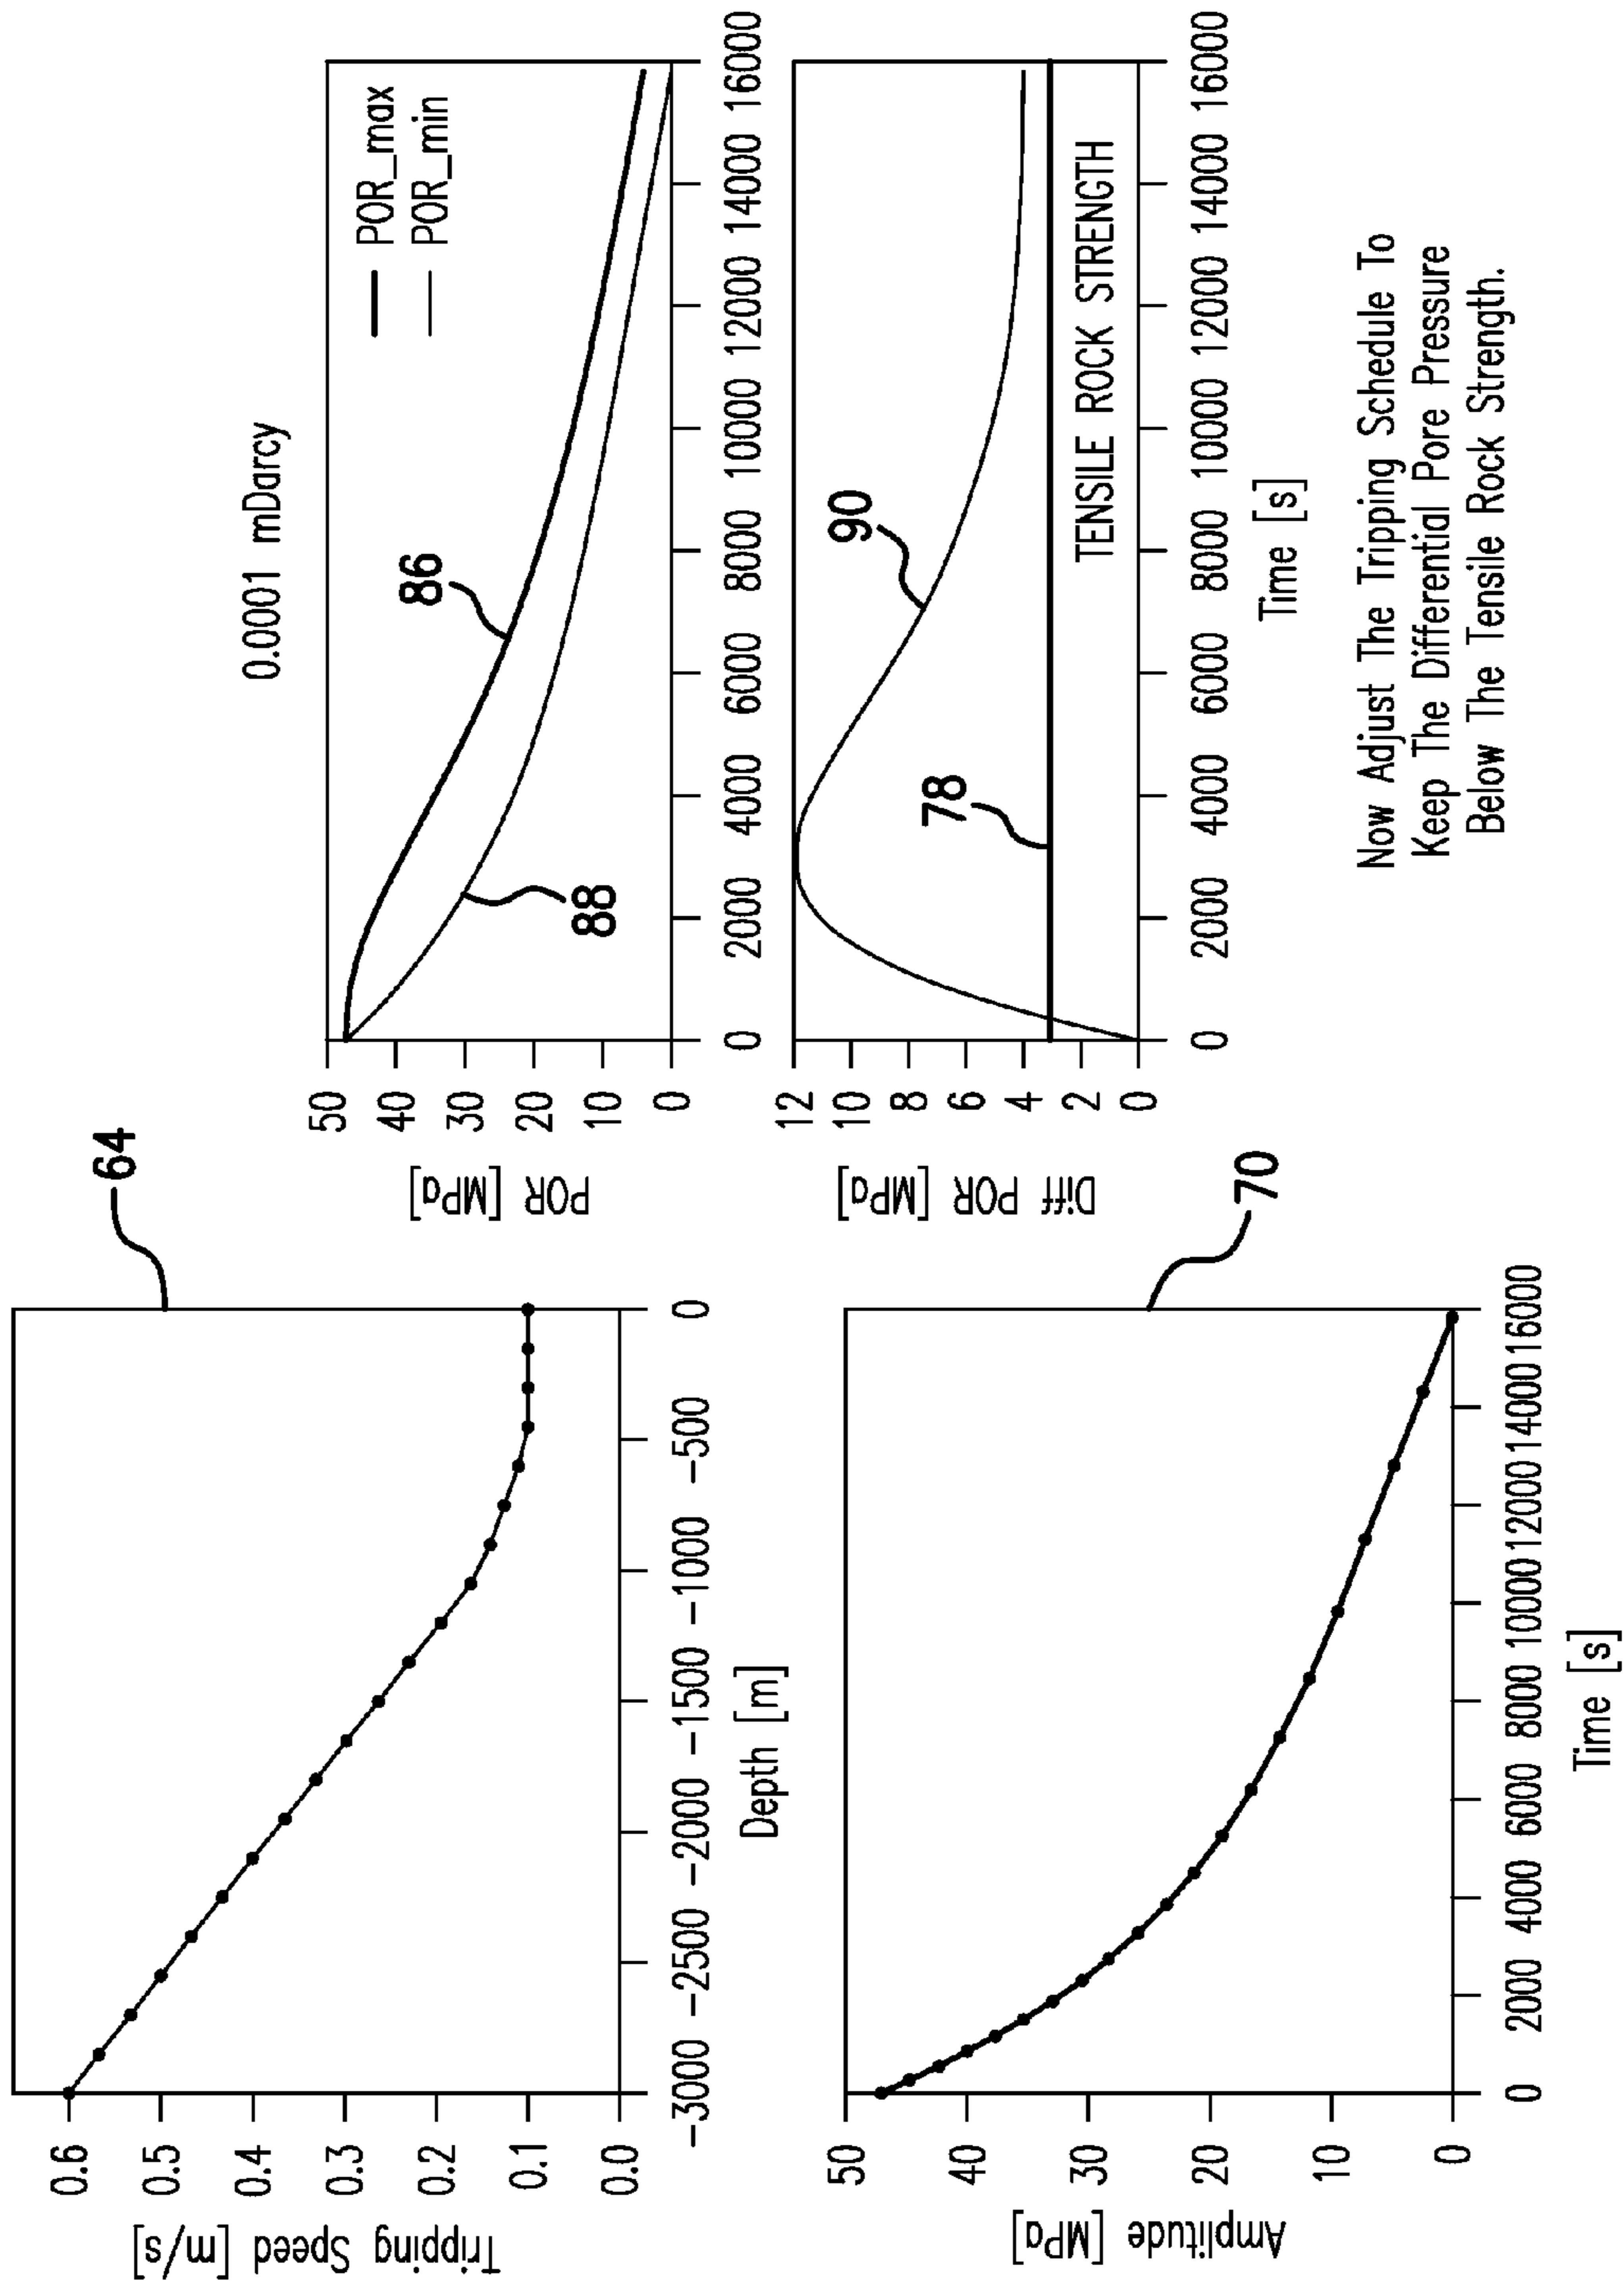 64
0.6
0.5
0.4
0.3
0.2
0.1
0.0
Tripping Speed [m/s]
-3000 -2500 -2000 -1500 -1000 -500 0
Depth [m]
70
50
40
30
20
10
0
Amplitude [MPa]
0 2000 4000 6000 8000 10000 12000 14000 16000
Time [s]
0.0001 mDarcy
POR_max
POR_min
86
88
50
40
30
20
10
0
POR [MPa]
0 2000 4000 6000 8000 10000 12000 14000 16000
90
78
TENSILE ROCK STRENGTH
12
10
8
6
4
2
0
Diff POR [MPa]
0 2000 4000 6000 8000 10000 12000 14000 16000
Time [s]
Now Adjust The Tripping Schedule To
Keep The Differential Pore Pressure
Below The Tensile Rock Strength.